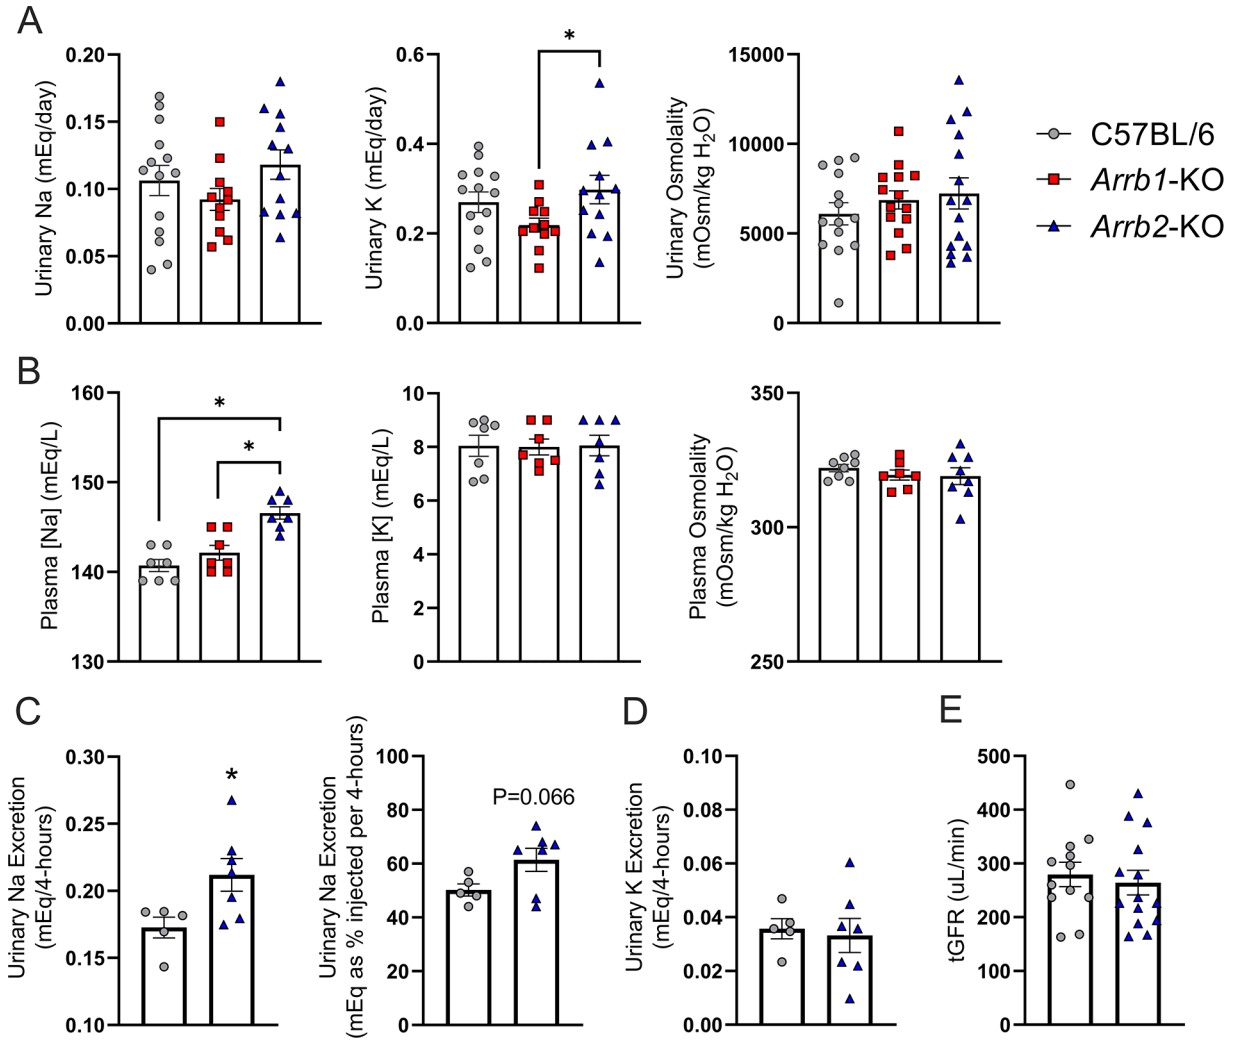 A
Urinary Na (mEq/day)
0.20
0.15
0.10
0.05
0.00
Urinary K (mEq/day)
0.6
0.4
0.2
0.0
*
Urinary Osmolality
(mOsm/kg H₂O)
15000
10000
5000
0
C57BL/6
Arrb1-KO
Arrb2-KO
B
Plasma [Na] (mEq/L)
160
150
140
130
*
*
Plasma [K] (mEq/L)
10
8
6
4
2
0
Plasma Osmolality
(mOsm/kg H₂O)
350
300
250
C
Urinary Na Excretion
(mEq/4-hours)
0.30
0.25
0.20
0.15
0.10
*
Urinary Na Excretion
(mEq as % injected per 4-hours)
100
80
60
40
20
0
P=0.066
D
Urinary K Excretion
(mEq/4-hours)
0.10
0.08
0.06
0.04
0.02
0.00
E
tGFR (uL/min)
500
400
300
200
100
0